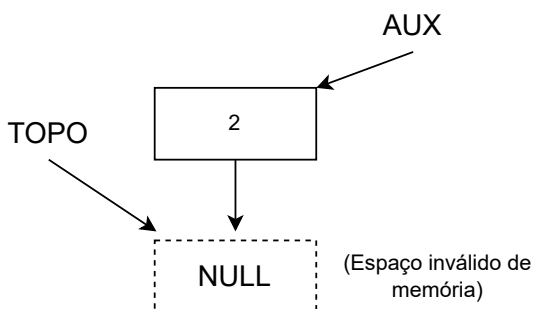 AUX
2
TOPO
NULL
(Espaço inválido de
memória)